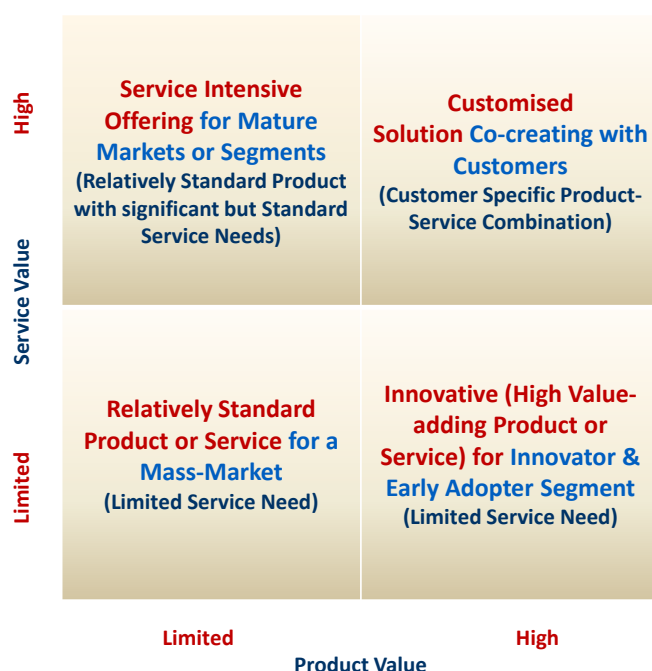 High
Service Intensive
Offering for Mature
Markets or Segments
(Relatively Standard Product
with significant but Standard
Service Needs)
Customised
Solution Co-creating with
Customers
(Customer Specific Product-
Service Combination)
Service Value
Limited
Relatively Standard
Product or Service for a
Mass-Market
(Limited Service Need)
Innovative (High Value-
adding Product or
Service) for Innovator &
Early Adopter Segment
(Limited Service Need)
Limited
High
Product Value